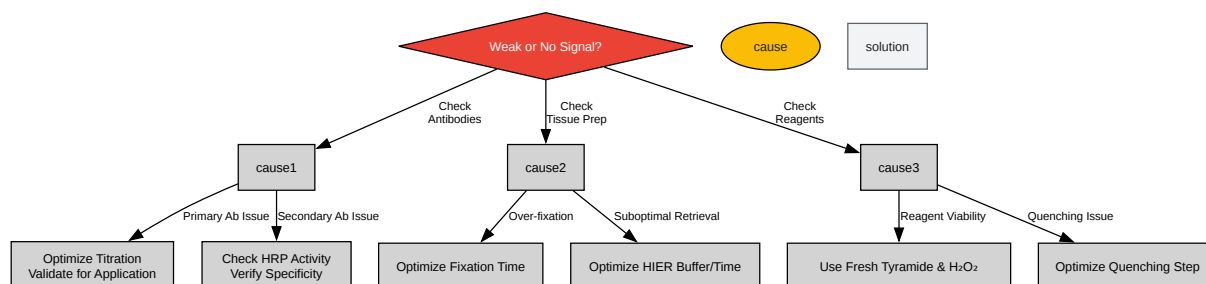 Weak or No Signal?
cause
solution
Check
Antibodies
Check
Tissue Prep
Check
Reagents
cause1
cause2
cause3
Primary Ab Issue
Secondary Ab Issue
Over-fixation
Suboptimal Retrieval
Reagent Viability
Quenching Issue
Optimize Titration
Validate for Application
Check HRP Activity
Verify Specificity
Optimize Fixation Time
Optimize HIER Buffer/Time
Use Fresh Tyramide & H₂O₂
Optimize Quenching Step